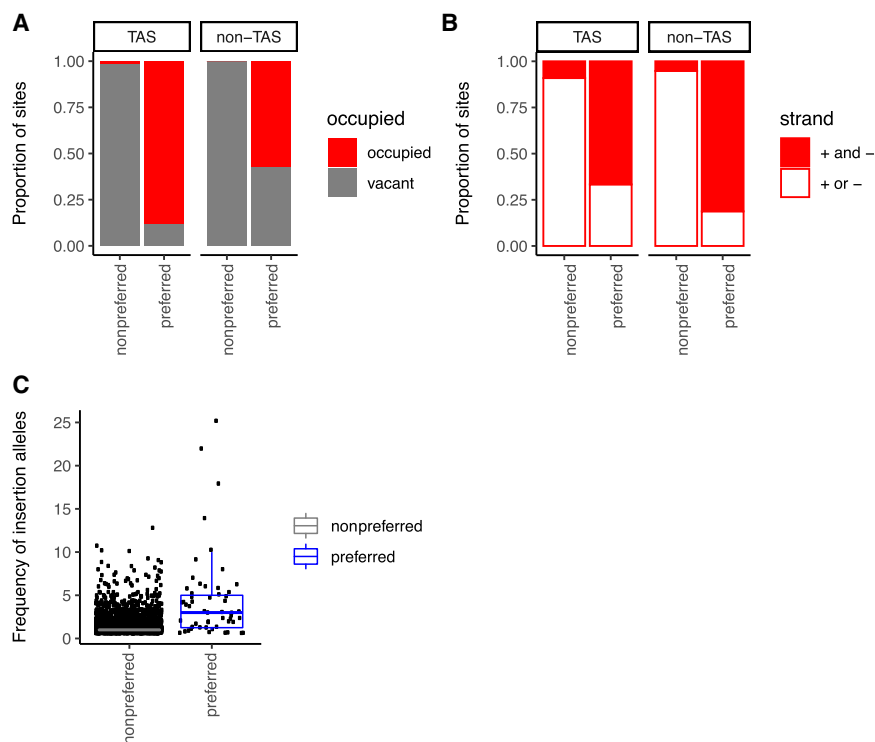 A
TAS
non−TAS
Proportion of sites
1.00
0.75
0.50
0.25
0.00
nonpreferred
preferred
nonpreferred
preferred
occupied
occupied
vacant
B
TAS
non−TAS
Proportion of sites
1.00
0.75
0.50
0.25
0.00
nonpreferred
preferred
nonpreferred
preferred
strand
+ and −
+ or −
C
Frequency of insertion alleles
25
20
15
10
5
0
nonpreferred
preferred
nonpreferred
preferred